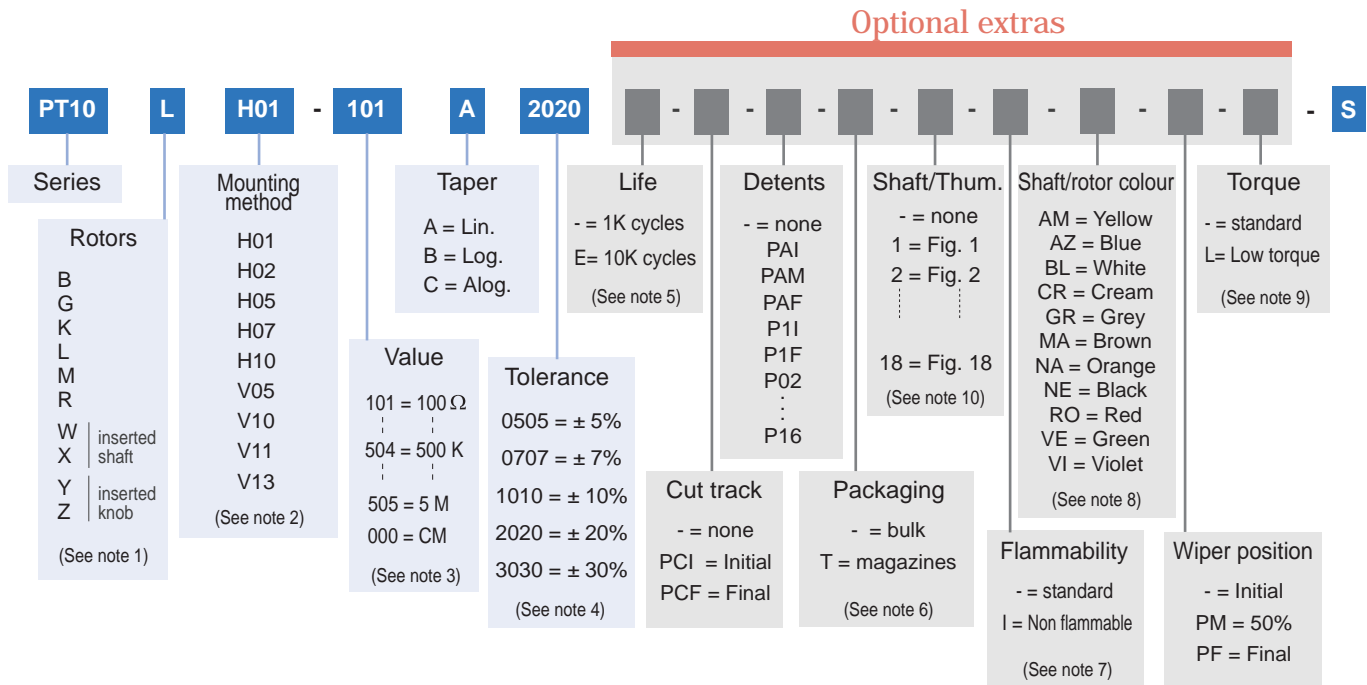 Optional extras
PT10 L H01 - 101 A 2020 - - - - - - - - - S
Series
Rotors
B
G
K
L
M
R
W
X
inserted
shaft
Y
Z
inserted
knob
(See note 1)
Mounting
method
H01
H02
H05
H07
H10
V05
V10
V11
V13
(See note 2)
Value
101 = 100 Ω
504 = 500 K
505 = 5 M
000 = CM
(See note 3)
Taper
A = Lin.
B = Log.
C = Alog.
Tolerance
0505 = ± 5%
0707 = ± 7%
1010 = ± 10%
2020 = ± 20%
3030 = ± 30%
(See note 4)
Life
- = 1K cycles
E= 10K cycles
(See note 5)
Cut track
- = none
PCI = Initial
PCF = Final
Detents
- = none
PAI
PAM
PAF
P1I
P1F
P02
:
P16
Packaging
- = bulk
T = magazines
(See note 6)
Shaft/Thum.
- = none
1 = Fig. 1
2 = Fig. 2
18 = Fig. 18
(See note 10)
Flammability
- = standard
I = Non flammable
(See note 7)
Shaft/rotor colour
AM = Yellow
AZ = Blue
BL = White
CR = Cream
GR = Grey
MA = Brown
NA = Orange
NE = Black
RO = Red
VE = Green
VI = Violet
(See note 8)
Wiper position
- = Initial
PM = 50%
PF = Final
Torque
- = standard
L= Low torque
(See note 9)